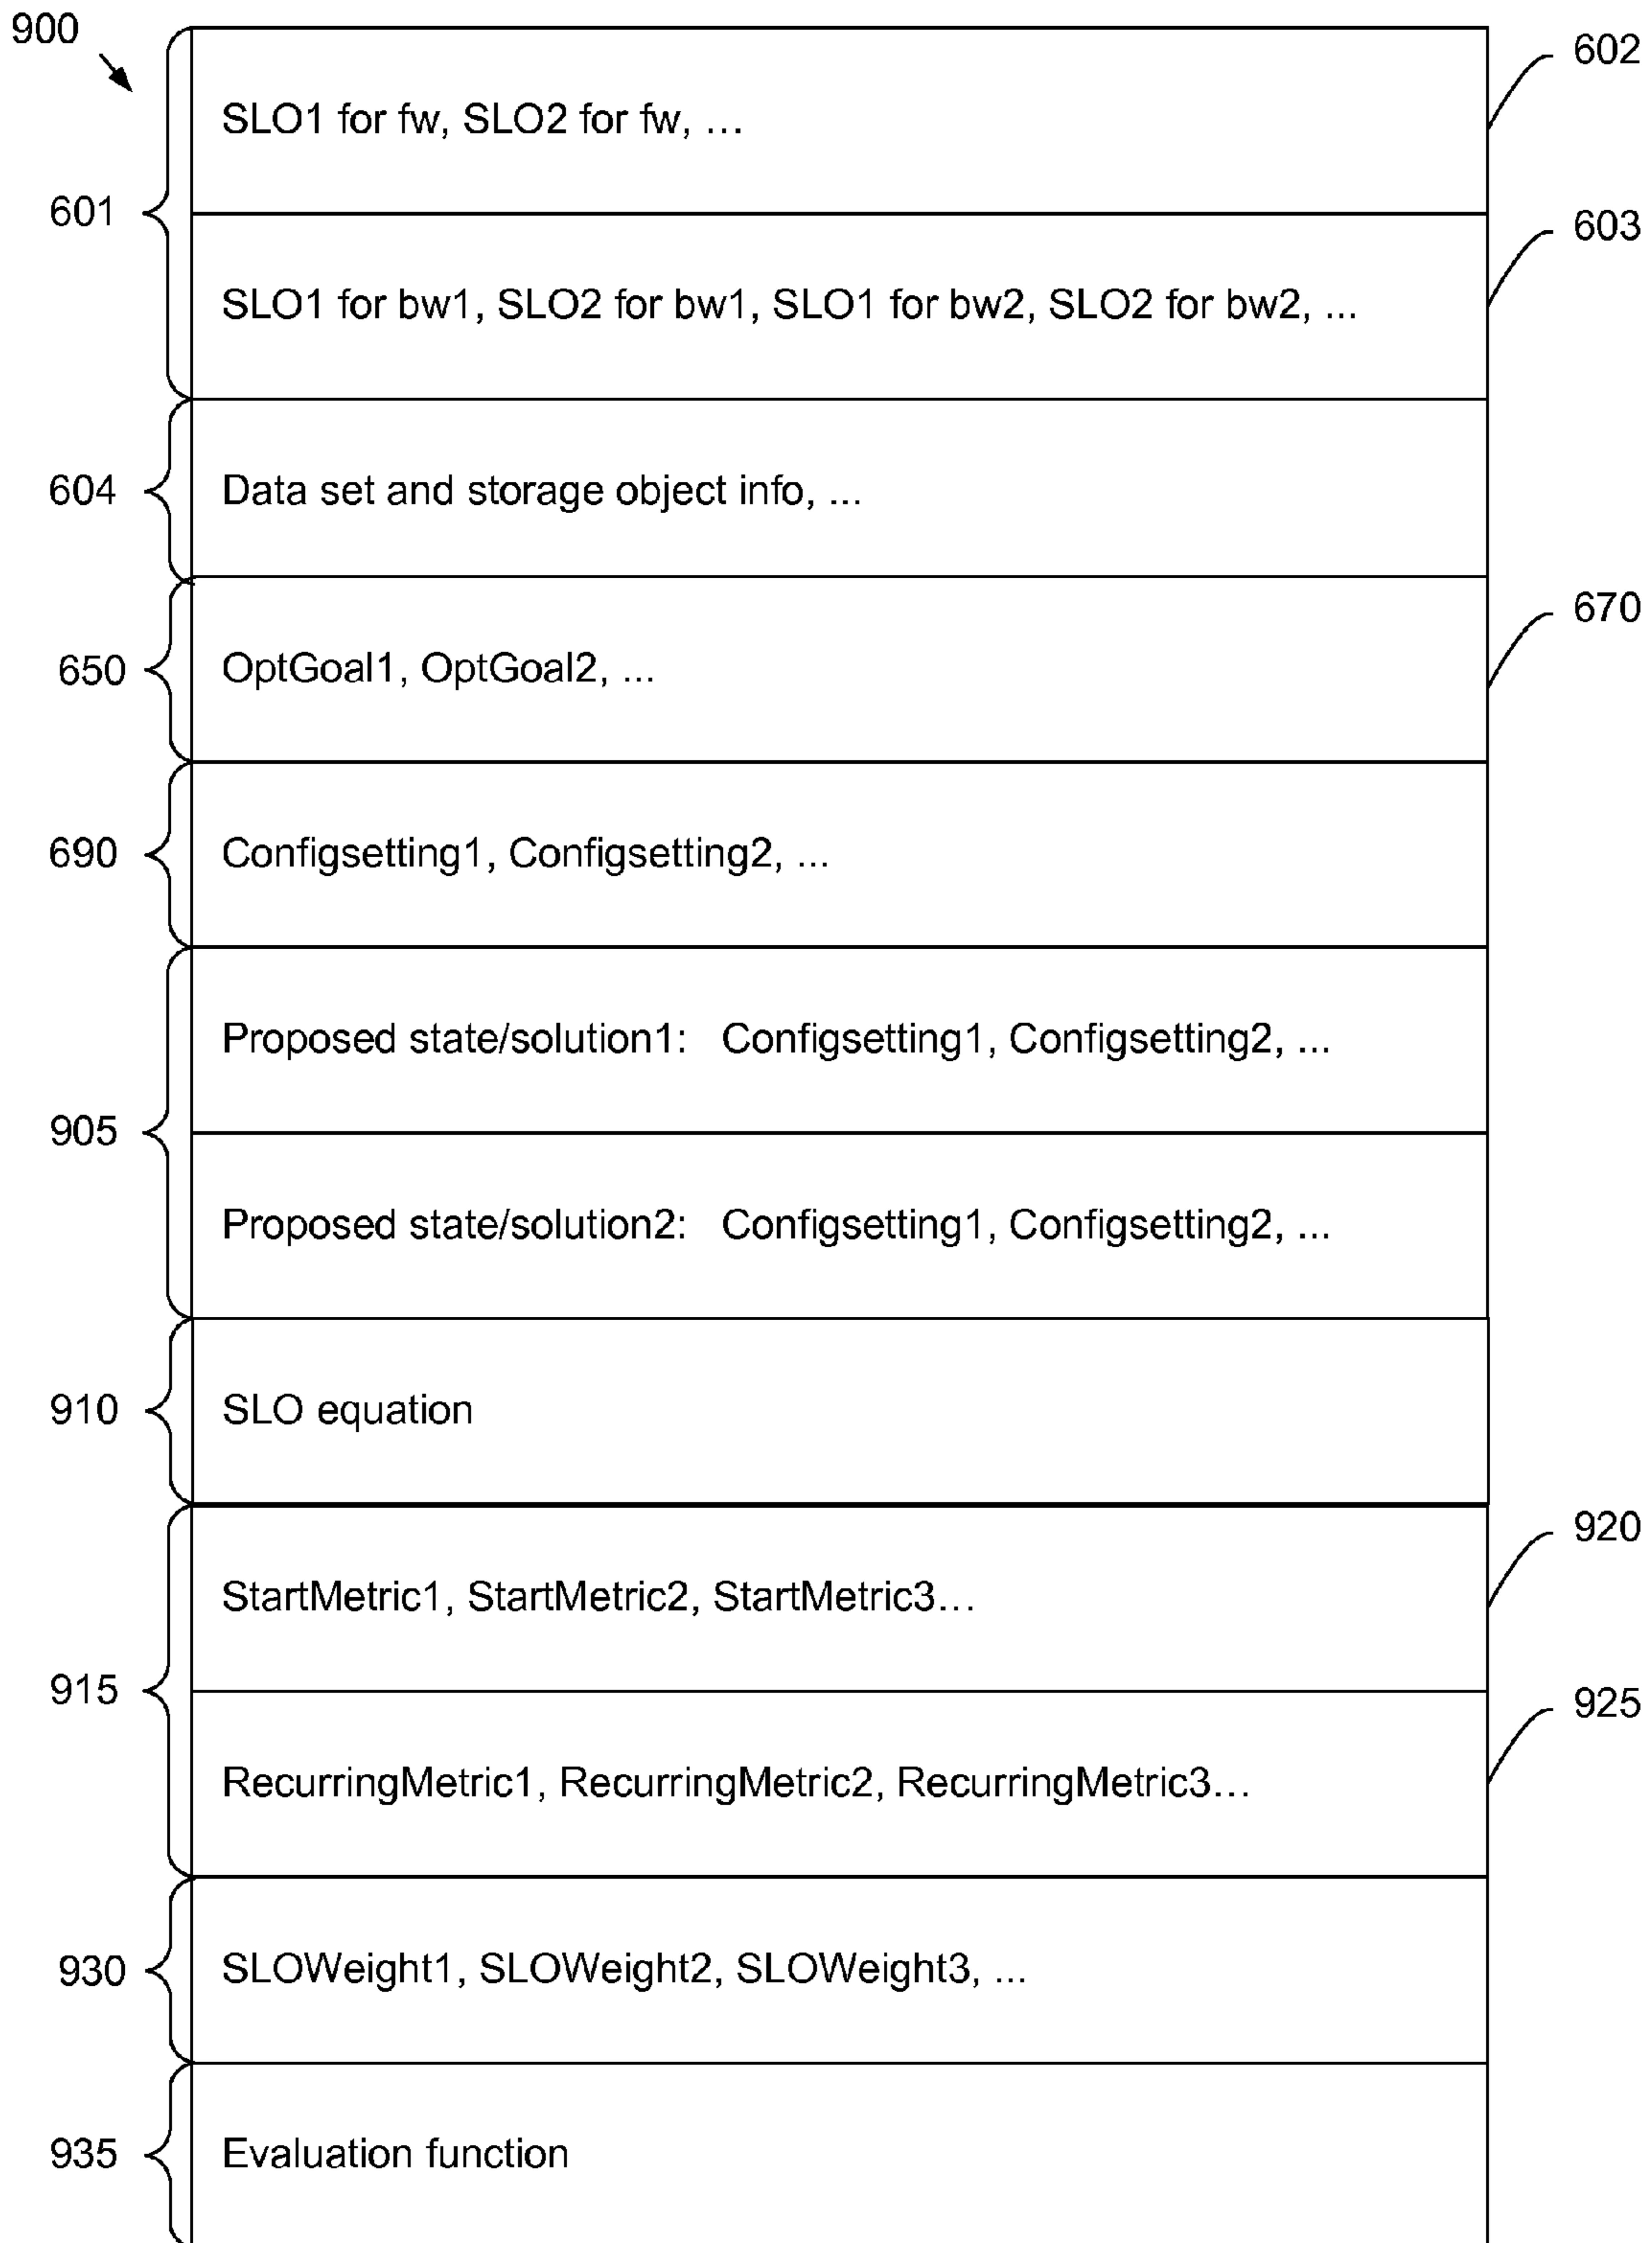 900
602
SLO1 for fw, SLO2 for fw, ...
601
603
SLO1 for bw1, SLO2 for bw1, SLO1 for bw2, SLO2 for bw2, ...
604
Data set and storage object info, ...
670
650
OptGoal1, OptGoal2, ...
690
Configsetting1, Configsetting2, ...
Proposed state/solution1: Configsetting1, Configsetting2, ...
905
Proposed state/solution2: Configsetting1, Configsetting2, ...
910
SLO equation
920
StartMetric1, StartMetric2, StartMetric3...
915
925
RecurringMetric1, RecurringMetric2, RecurringMetric3...
930
SLOWeight1, SLOWeight2, SLOWeight3, ...
935
Evaluation function